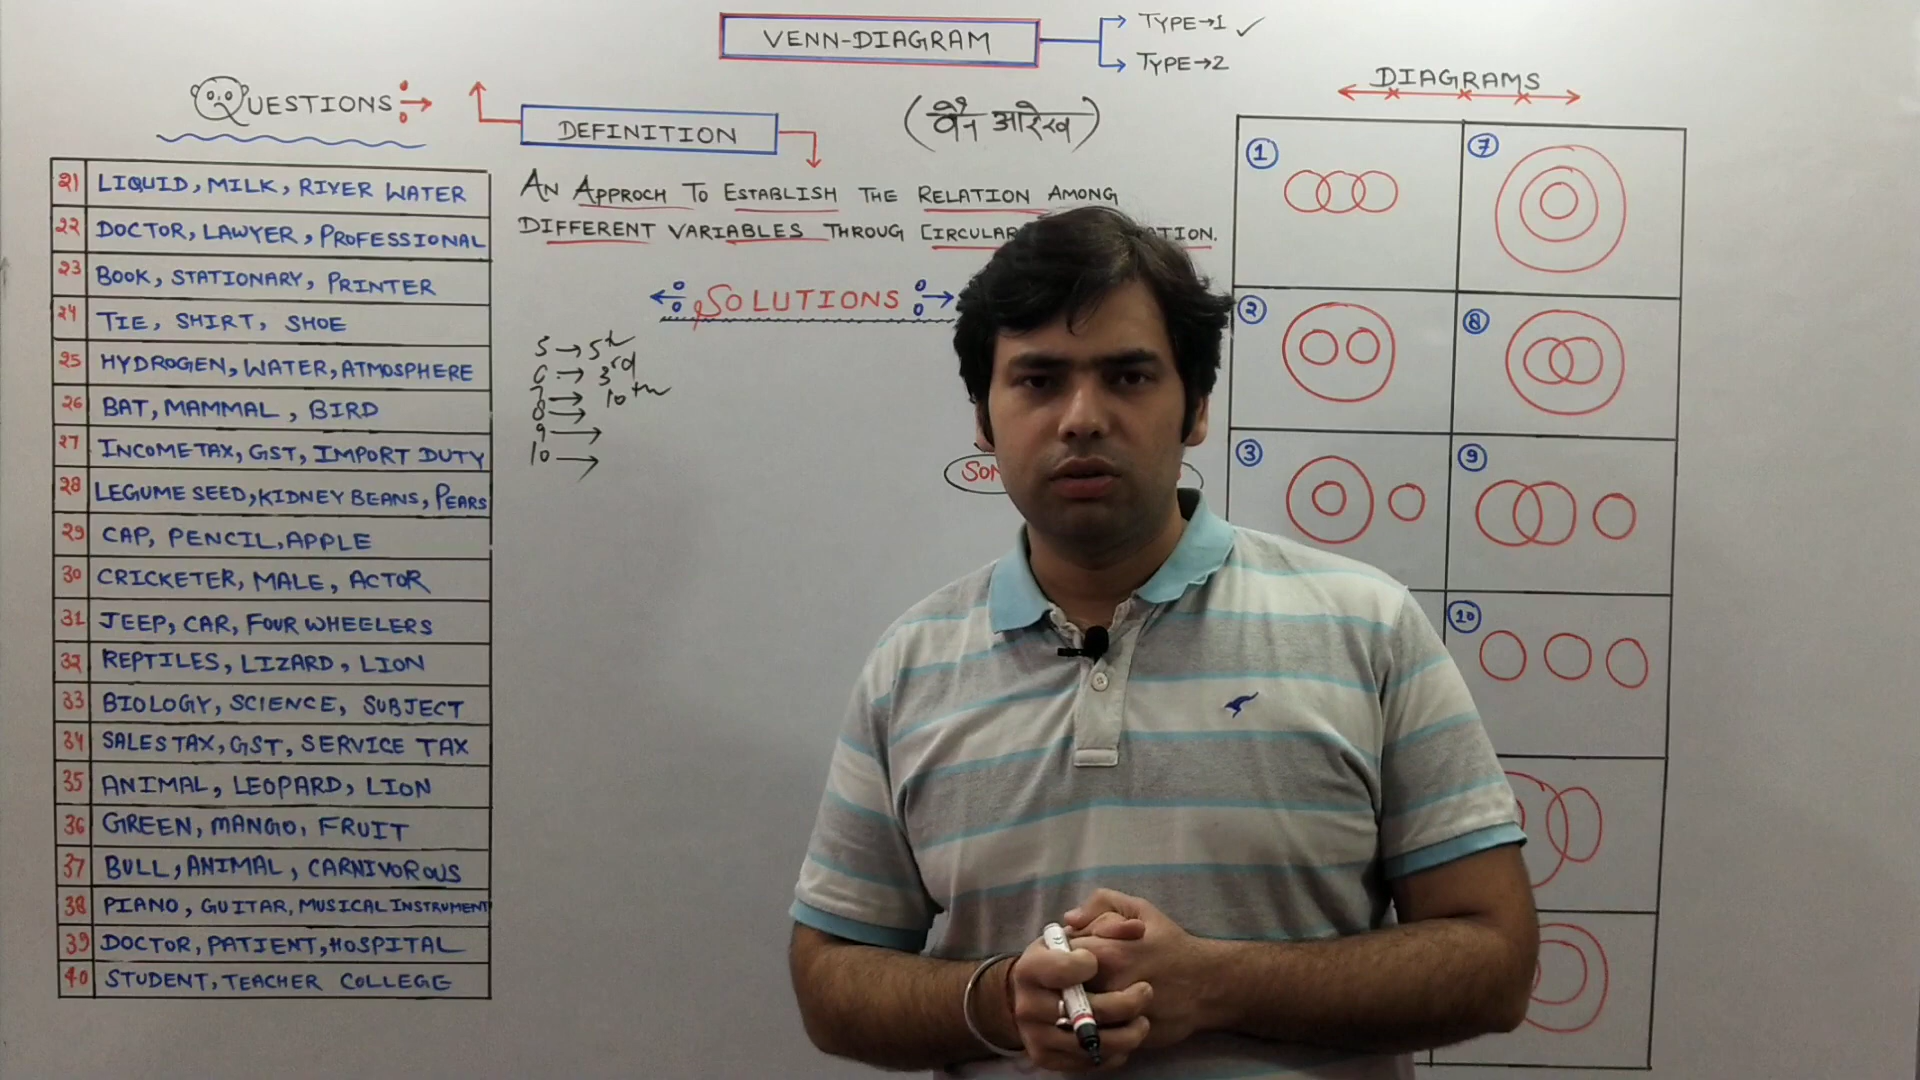 VENN-DIAGRAM
TYPE→1 ✓
TYPE→2
(वैन आरेख)
QUESTIONS
21 LIQUID, MILK, RIVER WATER
22 DOCTOR, LAWYER, PROFESSIONAL
23 BOOK, STATIONARY, PRINTER
24 TIE, SHIRT, SHOE
25 HYDROGEN, WATER, ATMOSPHERE
26 BAT, MAMMAL, BIRD
27 INCOME TAX, GST, IMPORT DUTY
28 LEGUME SEED, KIDNEY BEANS, PEARS
29 CAP, PENCIL, APPLE
30 CRICKETER, MALE, ACTOR
31 JEEP, CAR, FOUR WHEELERS
32 REPTILES, LIZARD, LION
33 BIOLOGY, SCIENCE, SUBJECT
34 SALES TAX, GST, SERVICE TAX
35 ANIMAL, LEOPARD, LION
36 GREEN, MANGO, FRUIT
37 BULL, ANIMAL, CARNIVOROUS
38 PIANO, GUITAR, MUSICAL INSTRUMENT
39 DOCTOR, PATIENT, HOSPITAL
40 STUDENT, TEACHER COLLEGE
DEFINITION
AN APPROCH TO ESTABLISH THE RELATION AMONG
DIFFERENT VARIABLES THROUG CIRCULAR
SOLUTIONS
5 → 5th
6 → 3rd
7 → 10th
8 →
9 →
10 →
DIAGRAMS
1
7
2
8
3
9
10